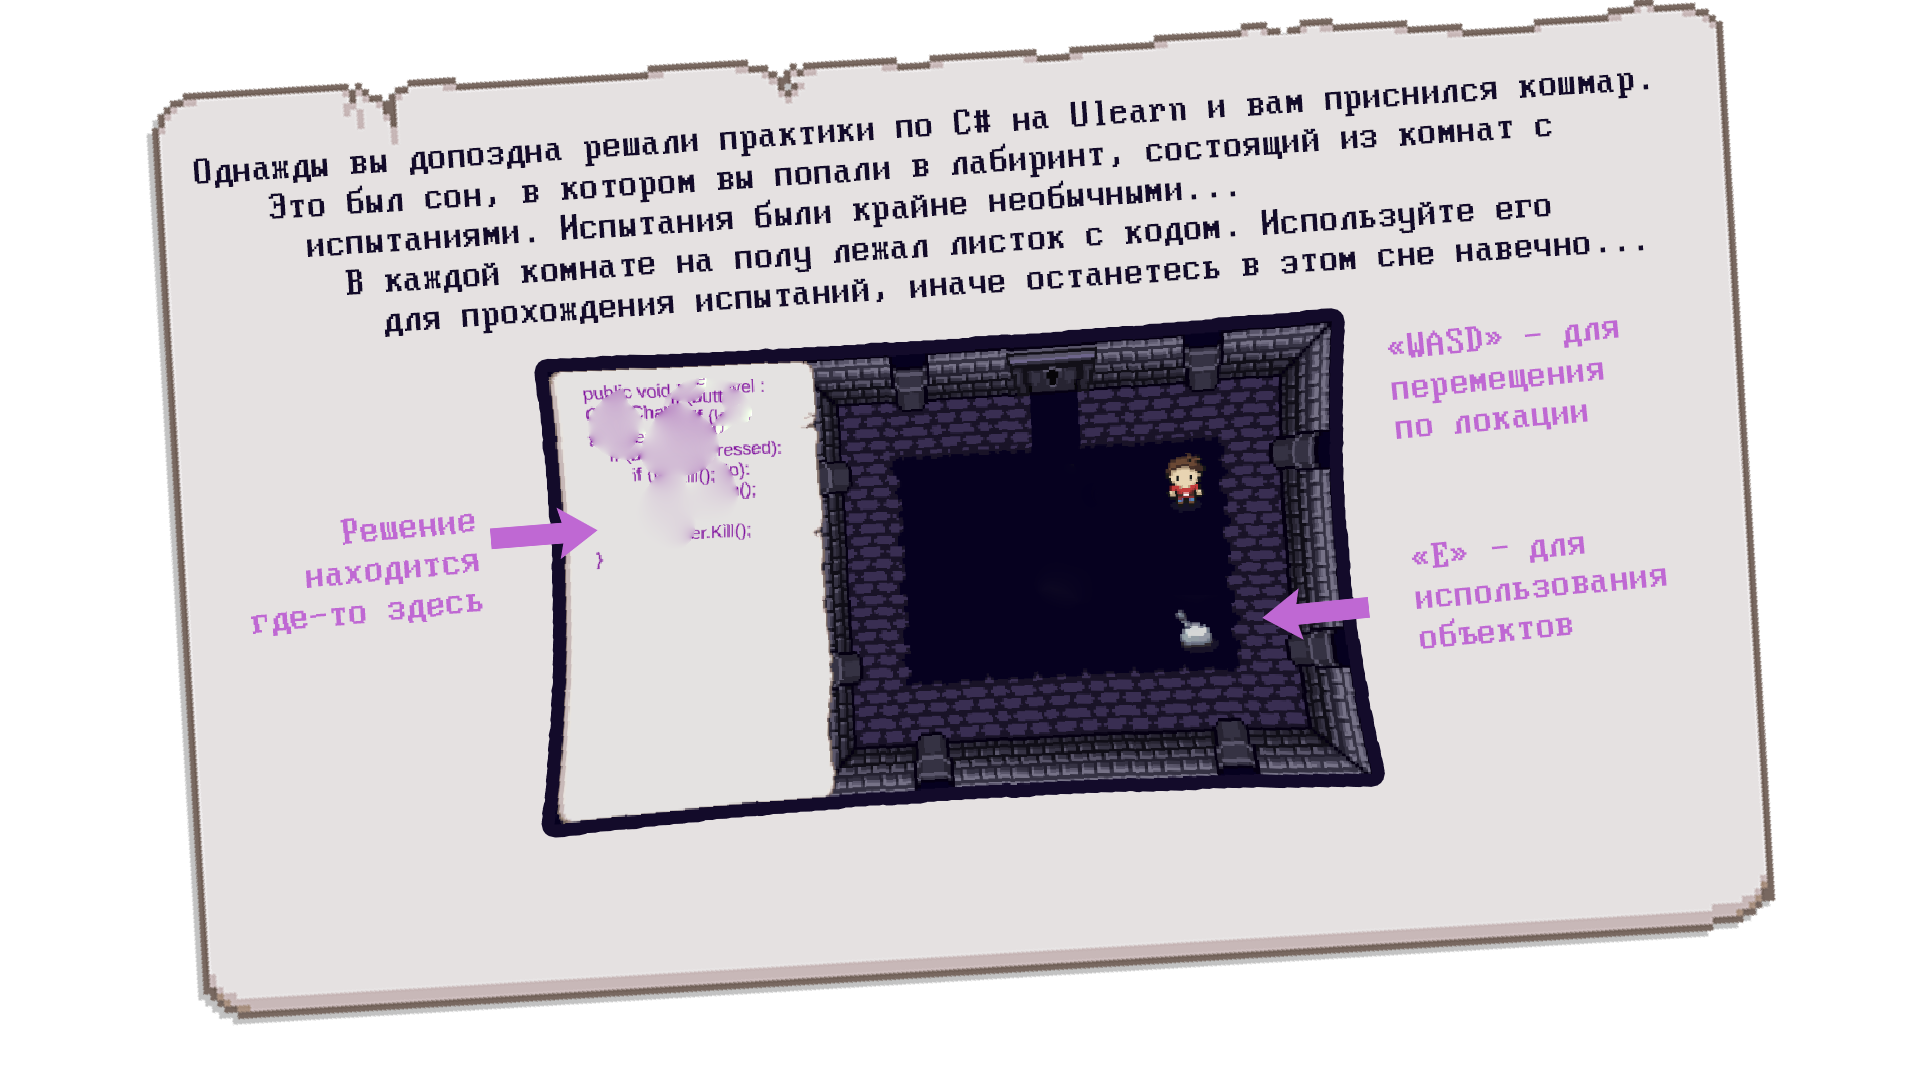 Однажды вы допоздна решали практики по C# на Ulearn и вам приснился кошмар.
Это был сон, в котором вы попали в лабиринт, состоящий из комнат с
испытаниями. Испытания были крайне необычными...
В каждой комнате на полу лежал листок с кодом. Используйте его
для прохождения испытаний, иначе останетесь в этом сне навечно...
«WASD» - для
перемещения
по локации
public void
if (
ressed):
if (
er.Kill();
}
Решение
находится
где-то здесь
«E» - для
использования
объектов